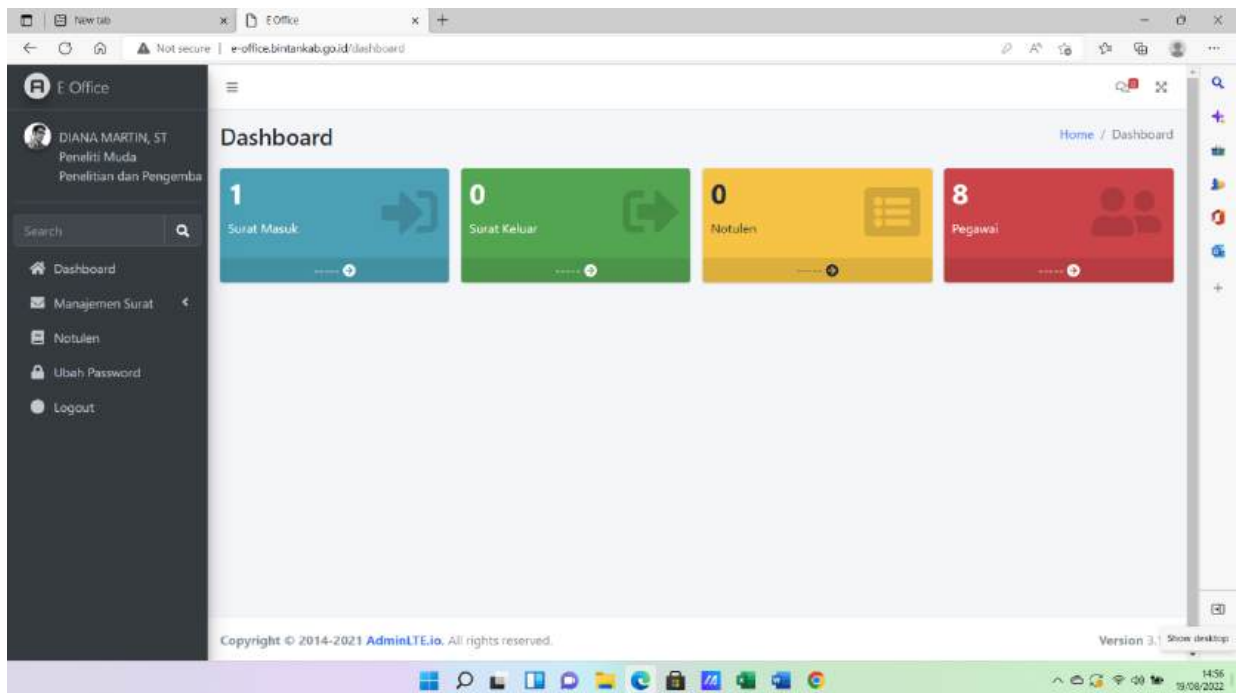 New tab
E Office
Not secure | e-office.bintankab.go.id/dashboard
E Office
DIANA MARTIN, ST
Peneliti Muda
Penelitian dan Pengemba
Search
Dashboard
Manajemen Surat
Notulen
Ubah Password
Logout
Dashboard
Home / Dashboard
1
Surat Masuk
-----
0
Surat Keluar
-----
0
Notulen
-----
8
Pegawai
-----
Copyright © 2014-2021 AdminLTE.io. All rights reserved.
Version 3.
Show desktop
14:56
19/08/2022